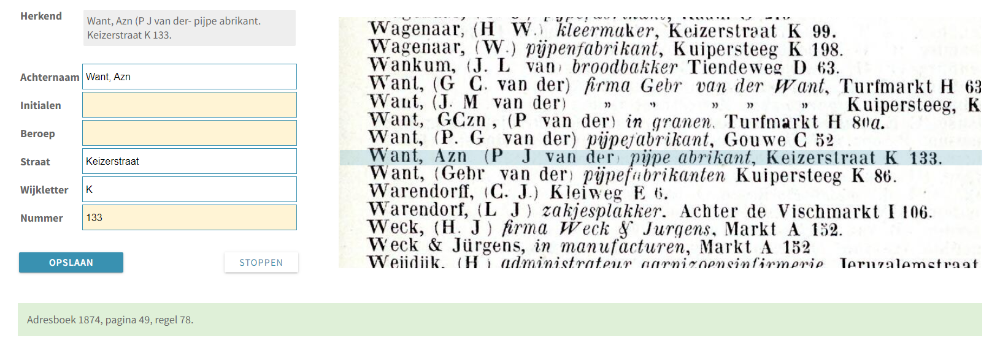 Herkend
Want, Azn (P J van der- pijpe abrikant.
Keizerstraat K 133.
Achternaam Want, Azn
Initialen
Beroep
Straat Keizerstraat
Wijkletter K
Nummer 133
OPSLAAN STOPPEN
Wagenaar, (H W.) kleermaker, Keizerstraat K 99.
Wagenaar, (W.) pijpenfabrikant, Kuipersteeg K 198.
Wankum, (J. L van) broodbakker Tiendeweg D 63.
Want, (G C. van der) firma Gebr van der Want, Turfmarkt H 63
Want, (J. M van der) » » » » » Kuipersteeg, K
Want, GCzn, (P van der) in granen. Turfmarkt H 80a.
Want, (P. G van der) pijpefabrikant, Gouwe C 52
Want, Azn (P J van der) pijpe abrikant, Keizerstraat K 133.
Want, (Gebr van der) pijpefabrikanten Kuipersteeg K 86.
Warendorff, (C. J.) Kleiweg E 6.
Warendorf, (L J) zakjesplakker. Achter de Vischmarkt I 106.
Weck, (H. J) firma Weck & Jurgens, Markt A 152.
Weck & Jürgens, in manufacturen, Markt A 152
Weijdijk, (H) administrateur garnizoensinfirmerie Jeruzalemstraat
Adresboek 1874, pagina 49, regel 78.